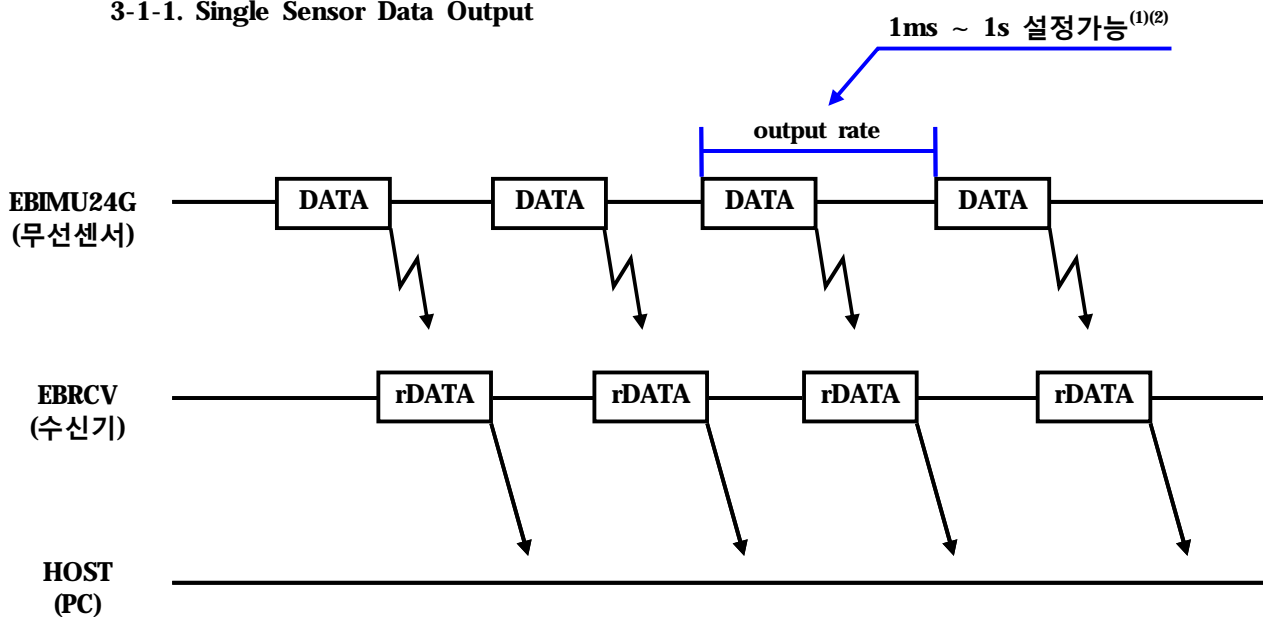 3-1-1. Single Sensor Data Output
1ms ~ 1s 설정가능(1)(2)
output rate
EBIMU24G
(무선센서)
DATA
DATA
DATA
DATA
EBRCV
(수신기)
rDATA
rDATA
rDATA
rDATA
HOST
(PC)